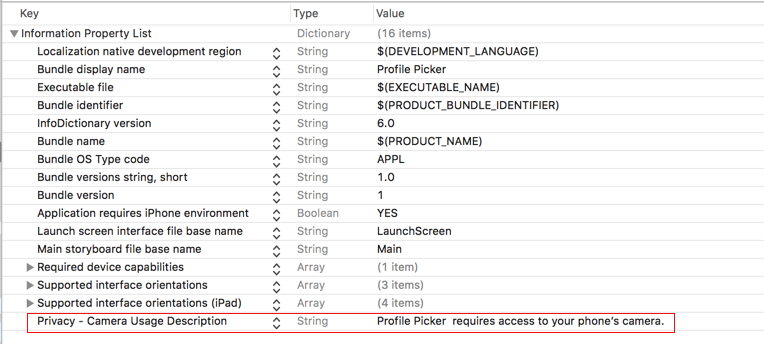 Key Type Value
Information Property List Dictionary (16 items)
Localization native development region String $(DEVELOPMENT_LANGUAGE)
Bundle display name String Profile Picker
Executable file String $(EXECUTABLE_NAME)
Bundle identifier String $(PRODUCT_BUNDLE_IDENTIFIER)
InfoDictionary version String 6.0
Bundle name String $(PRODUCT_NAME)
Bundle OS Type code String APPL
Bundle versions string, short String 1.0
Bundle version String 1
Application requires iPhone environment Boolean YES
Launch screen interface file base name String LaunchScreen
Main storyboard file base name String Main
Required device capabilities Array (1 item)
Supported interface orientations Array (3 items)
Supported interface orientations (iPad) Array (4 items)
Privacy - Camera Usage Description String Profile Picker  requires access to your phone’s camera.